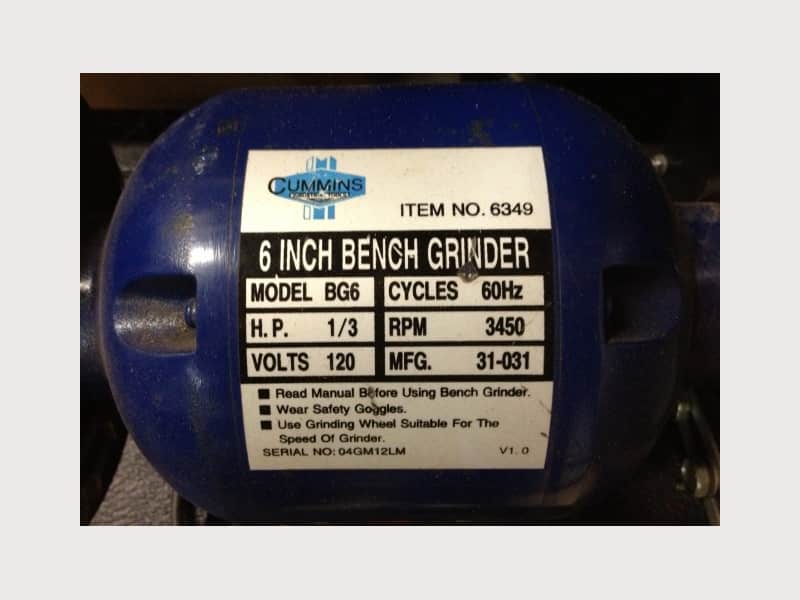 CUMMINS
INDUSTRIAL TOOLS
ITEM NO. 6349
6 INCH BENCH GRINDER
MODEL BG6 CYCLES 60Hz
H.P. 1/3 RPM 3450
VOLTS 120 MFG. 31-031
■ Read Manual Before Using Bench Grinder.
■ Wear Safety Goggles.
■ Use Grinding Wheel Suitable For The
Speed Of Grinder.
SERIAL NO: 04GM12LM V1.0